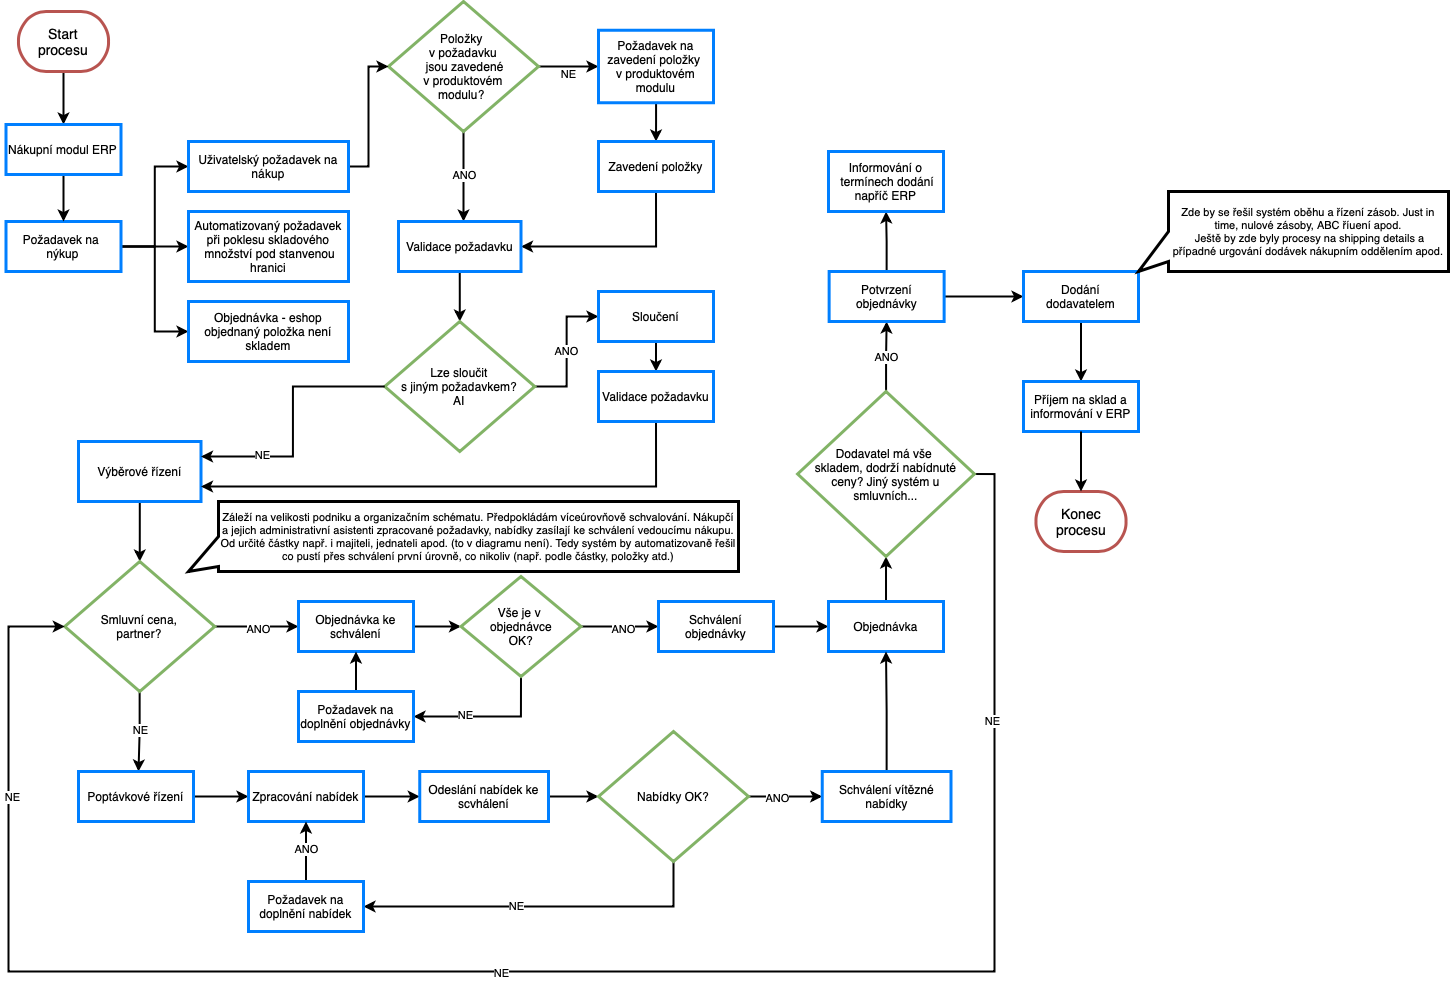 Start
procesu
Nákupní modul ERP
Požadavek na
nýkup
Uživatelský požadavek na
nákup
Automatizovaný požadavek
při poklesu skladového
množství pod stanvenou
hranici
Objednávka - eshop
objednaný položka není
skladem
Položky
v požadavku
jsou zavedené
v produktovém
modulu?
NE
Požadavek na
zavedení položky
v produktovém
modulu
Zavedení položky
ANO
Validace požadavku
Lze sloučit
s jiným požadavkem?
AI
ANO
Sloučení
Validace požadavku
NE
Výběrové řízení
Záleží na velikosti podniku a organizačním schématu. Předpokládám víceúrovňově schvalování. Nákupčí
a jejich administrativní asistenti zpracované požadavky, nabídky zasílají ke schválení vedoucímu nákupu.
Od určité částky např. i majiteli, jednateli apod. (to v diagramu není). Tedy systém by automatizovaně řešil
co pustí přes schválení první úrovně, co nikoliv (např. podle částky, položky atd.)
Smluvní cena,
partner?
ANO
Objednávka ke
schválení
Vše je v
objednávce
OK?
ANO
Schválení
objednávky
Objednávka
NE
Požadavek na
doplnění objednávky
NE
Poptávkové řízení
Zpracování nabídek
Odeslání nabídek ke
scvhálení
Nabídky OK?
ANO
Schválení vítězné
nabídky
ANO
Požadavek na
doplnění nabídek
NE
NE
NE
NE
Dodavatel má vše
skladem, dodrží nabídnuté
ceny? Jiný systém u
smluvních...
ANO
Potvrzení
objednávky
Informování o
termínech dodání
napříč ERP
Dodání
dodavatelem
Zde by se řešil systém oběhu a řízení zásob. Just in
time, nulové zásoby, ABC říuení apod.
Ještě by zde byly procesy na shipping details a
případné urgování dodávek nákupním oddělením apod.
Příjem na sklad a
informování v ERP
Konec
procesu